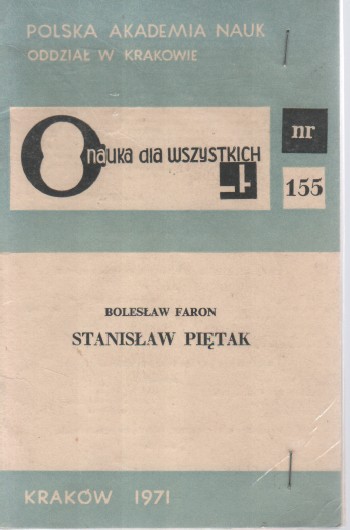 POLSKA AKADEMIA NAUK
ODDZIAŁ W KRAKOWIE
nauka dla wszystkich
nr
155
BOLESŁAW FARON
STANISŁAW PIĘTAK
KRAKÓW 1971